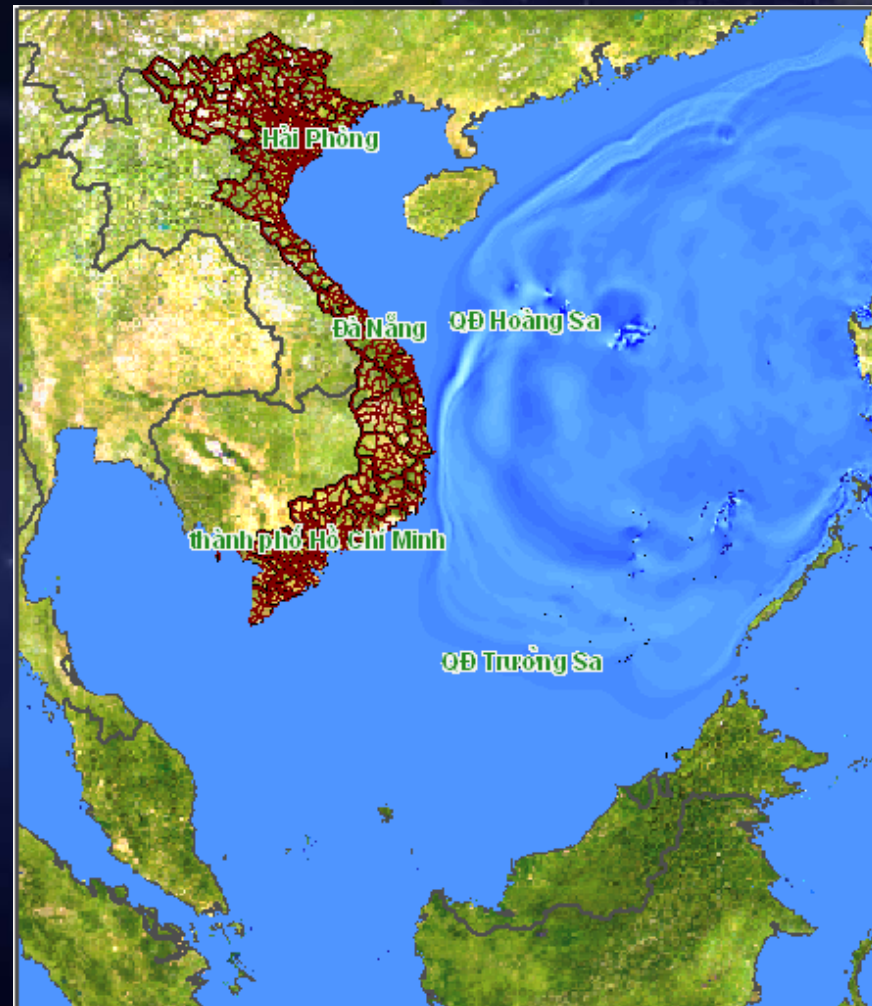 Hải Phòng
Đà Nẵng
QĐ Hoàng Sa
thành phố Hồ Chí Minh
QĐ Trường Sa